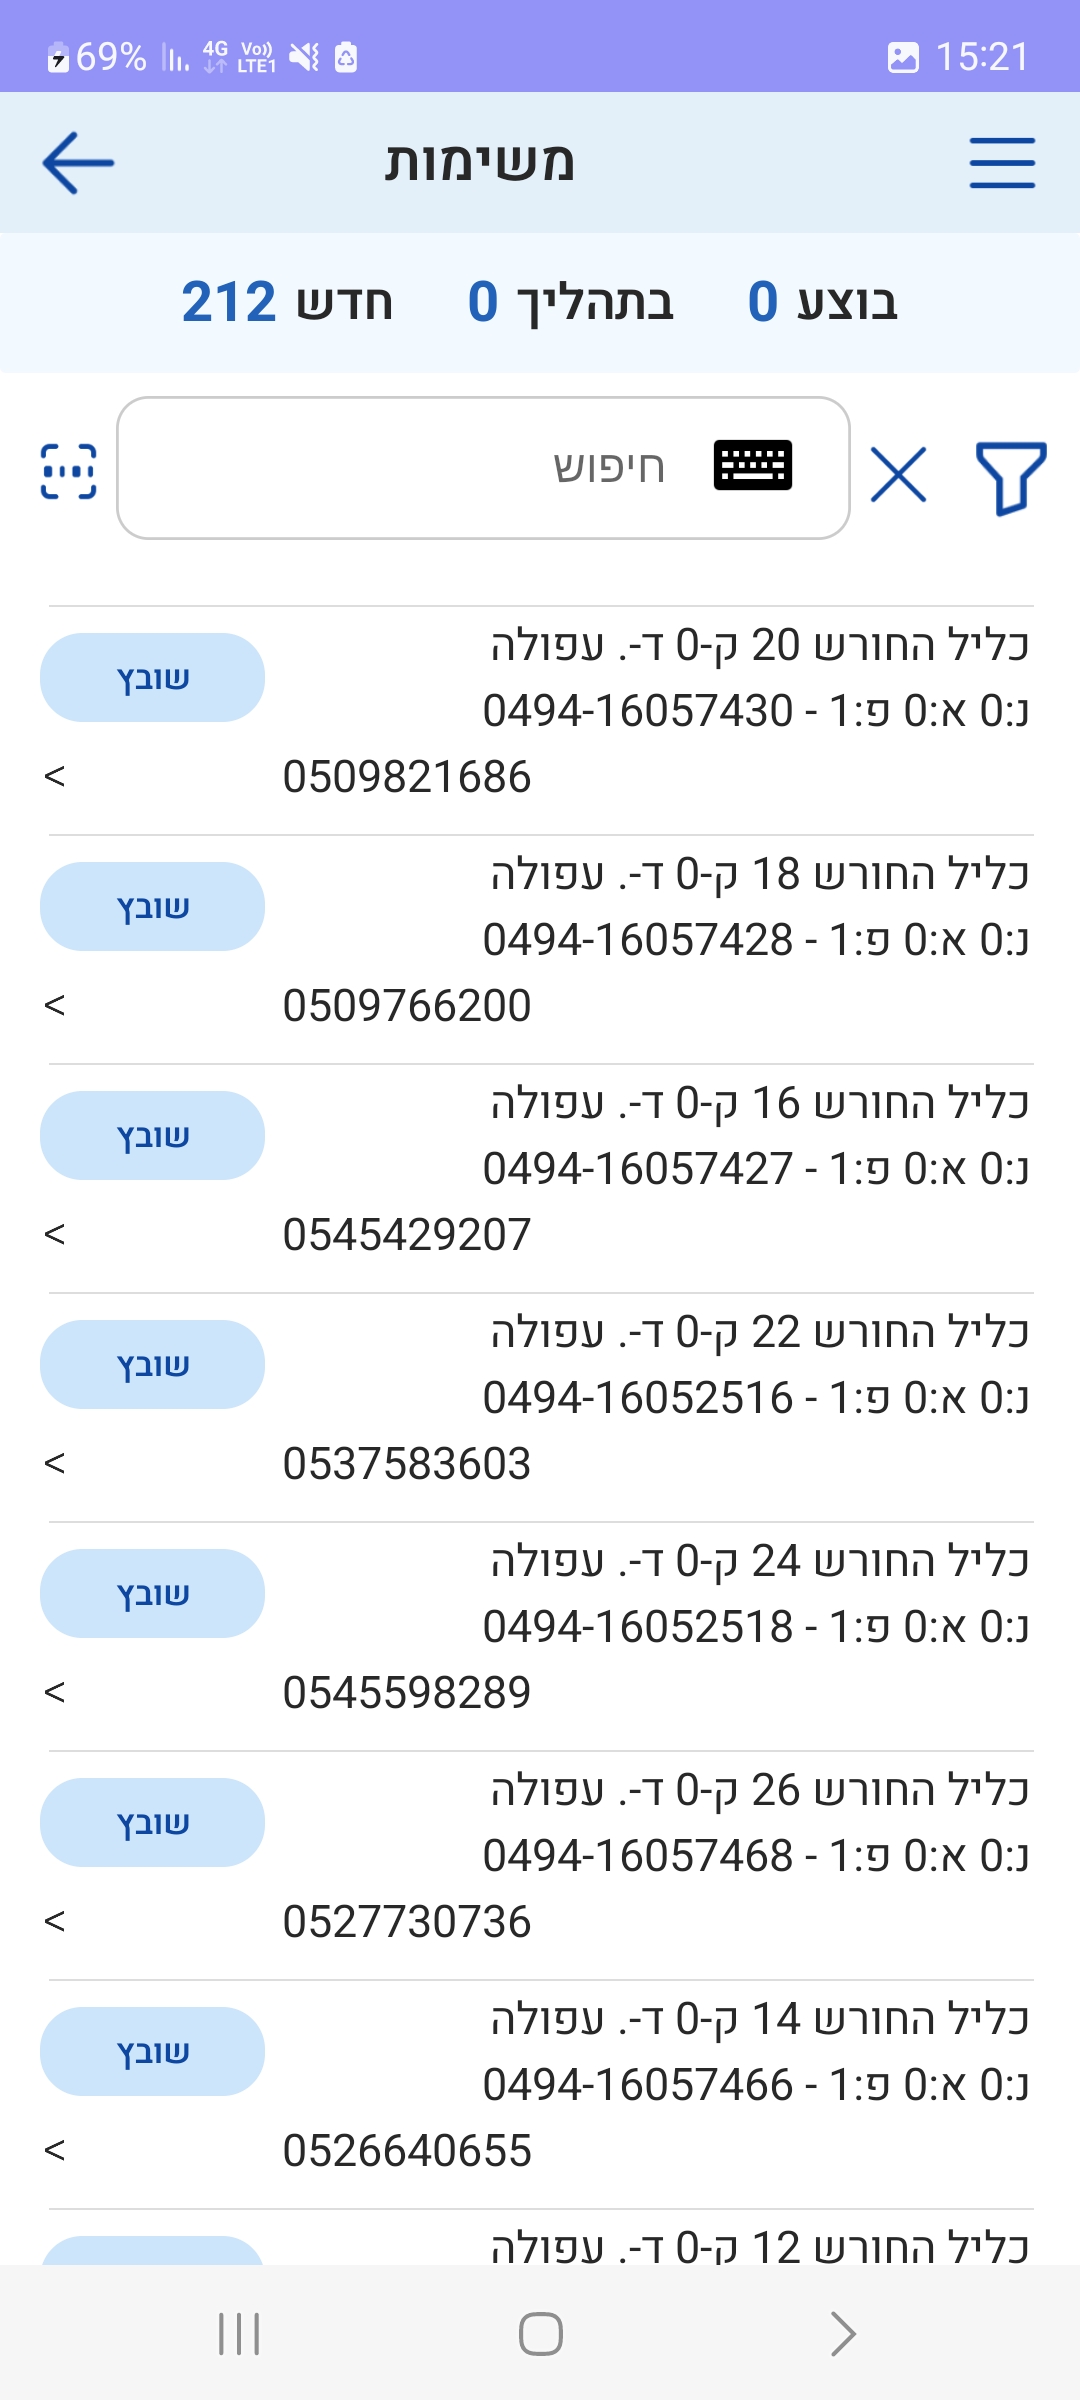 69% 4G Vo)) LTE1 15:21
משימות
בוצע 0 בתהליך 0 חדש 212
חיפוש
כליל החורש 20 ק-0 ד-. עפולה
שובץ
נ:0 א:0 פ:1 - 0494-16057430
0509821686
<
כליל החורש 18 ק-0 ד-. עפולה
שובץ
נ:0 א:0 פ:1 - 0494-16057428
0509766200
<
כליל החורש 16 ק-0 ד-. עפולה
שובץ
נ:0 א:0 פ:1 - 0494-16057427
0545429207
<
כליל החורש 22 ק-0 ד-. עפולה
שובץ
נ:0 א:0 פ:1 - 0494-16052516
0537583603
<
כליל החורש 24 ק-0 ד-. עפולה
שובץ
נ:0 א:0 פ:1 - 0494-16052518
0545598289
<
כליל החורש 26 ק-0 ד-. עפולה
שובץ
נ:0 א:0 פ:1 - 0494-16057468
0527730736
<
כליל החורש 14 ק-0 ד-. עפולה
שובץ
נ:0 א:0 פ:1 - 0494-16057466
0526640655
<
כליל החורש 12 ק-0 ד-. עפולה